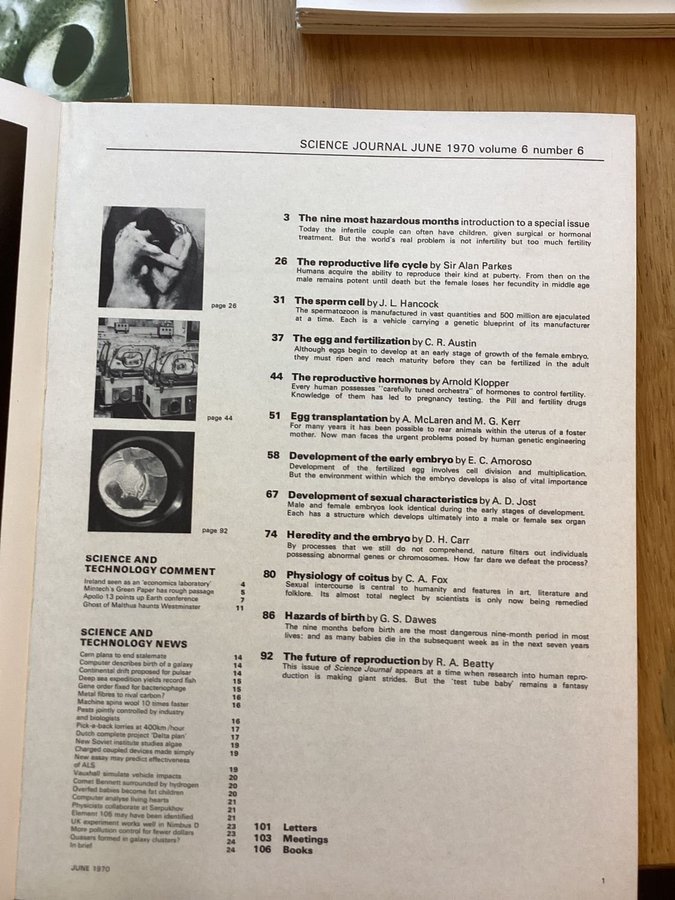 SCIENCE JOURNAL JUNE 1970 volume 6 number 6
page 26
page 44
page 92
3 The nine most hazardous months introduction to a special issue
Today the infertile couple can often have children, given surgical or hormonal
treatment. But the world's real problem is not infertility but too much fertility
26 The reproductive life cycle by Sir Alan Parkes
Humans acquire the ability to reproduce their kind at puberty. From then on the
male remains potent until death but the female loses her fecundity in middle age
31 The sperm cell by J. L. Hancock
The spermatozoon is manufactured in vast quantities and 500 million are ejaculated
at a time. Each is a vehicle carrying a genetic blueprint of its manufacturer
37 The egg and fertilization by C. R. Austin
Although eggs begin to develop at an early stage of growth of the female embryo,
they must ripen and reach maturity before they can be fertilized in the adult
44 The reproductive hormones by Arnold Klopper
Every human possesses "carefully tuned orchestra" of hormones to control fertility.
Knowledge of them has led to pregnancy testing, the Pill and fertility drugs
51 Egg transplantation by A. McLaren and M. G. Kerr
For many years it has been possible to rear animals within the uterus of a foster
mother. Now man faces the urgent problems posed by human genetic engineering
58 Development of the early embryo by E. C. Amoroso
Development of the fertilized egg involves cell division and multiplication.
But the environment within which the embryo develops is also of vital importance
67 Development of sexual characteristics by A. D. Jost
Male and female embryos look identical during the early stages of development.
Each has a structure which develops ultimately into a male or female sex organ
74 Heredity and the embryo by D. H. Carr
By processes that we still do not comprehend, nature filters out individuals
possessing abnormal genes or chromosomes. How far dare we defeat the process?
80 Physiology of coitus by C. A. Fox
Sexual intercourse is central to humanity and features in art, literature and
folklore. Its almost total neglect by scientists is only now being remedied
86 Hazards of birth by G. S. Dawes
The nine months before birth are the most dangerous nine-month period in most
lives: and as many babies die in the subsequent week as in the next seven years
92 The future of reproduction by R. A. Beatty
This issue of Science Journal appears at a time when research into human repro-
duction is making giant strides. But the 'test tube baby' remains a fantasy
SCIENCE AND
TECHNOLOGY COMMENT
Ireland seen as an 'economics laboratory' 4
Mintech's Green Paper has rough passage 5
Apollo 13 points up Earth conference 7
Ghost of Malthus haunts Westminster 11
SCIENCE AND
TECHNOLOGY NEWS
Cern plans to end stalemate 14
Computer describes birth of a galaxy 14
Continental drift proposed for pulsar 14
Deep sea expedition yields record fish 15
Gene order fixed for bacteriophage 15
Metal fibres to rival carbon? 16
Machine spins wool 10 times faster 16
Pests jointly controlled by industry
and biologists 16
Pick-a-back lorries at 400km/hour 17
Dutch complete project 'Delta plan' 17
New Soviet institute studies algae 19
Charged coupled devices made simply 19
New assay may predict effectiveness
of ALS 19
Vauxhall simulate vehicle impacts 20
Comet Bennett surrounded by hydrogen 20
Overfed babies become fat children 20
Computer analyse living hearts 21
Physicists collaborate at Serpukhov 21
Element 105 may have been identified 21
UK experiment works well in Nimbus D 23
More pollution control for fewer dollars 23
Quasars formed in galaxy clusters? 24
In brief 24
101 Letters
103 Meetings
106 Books
JUNE 1970
1